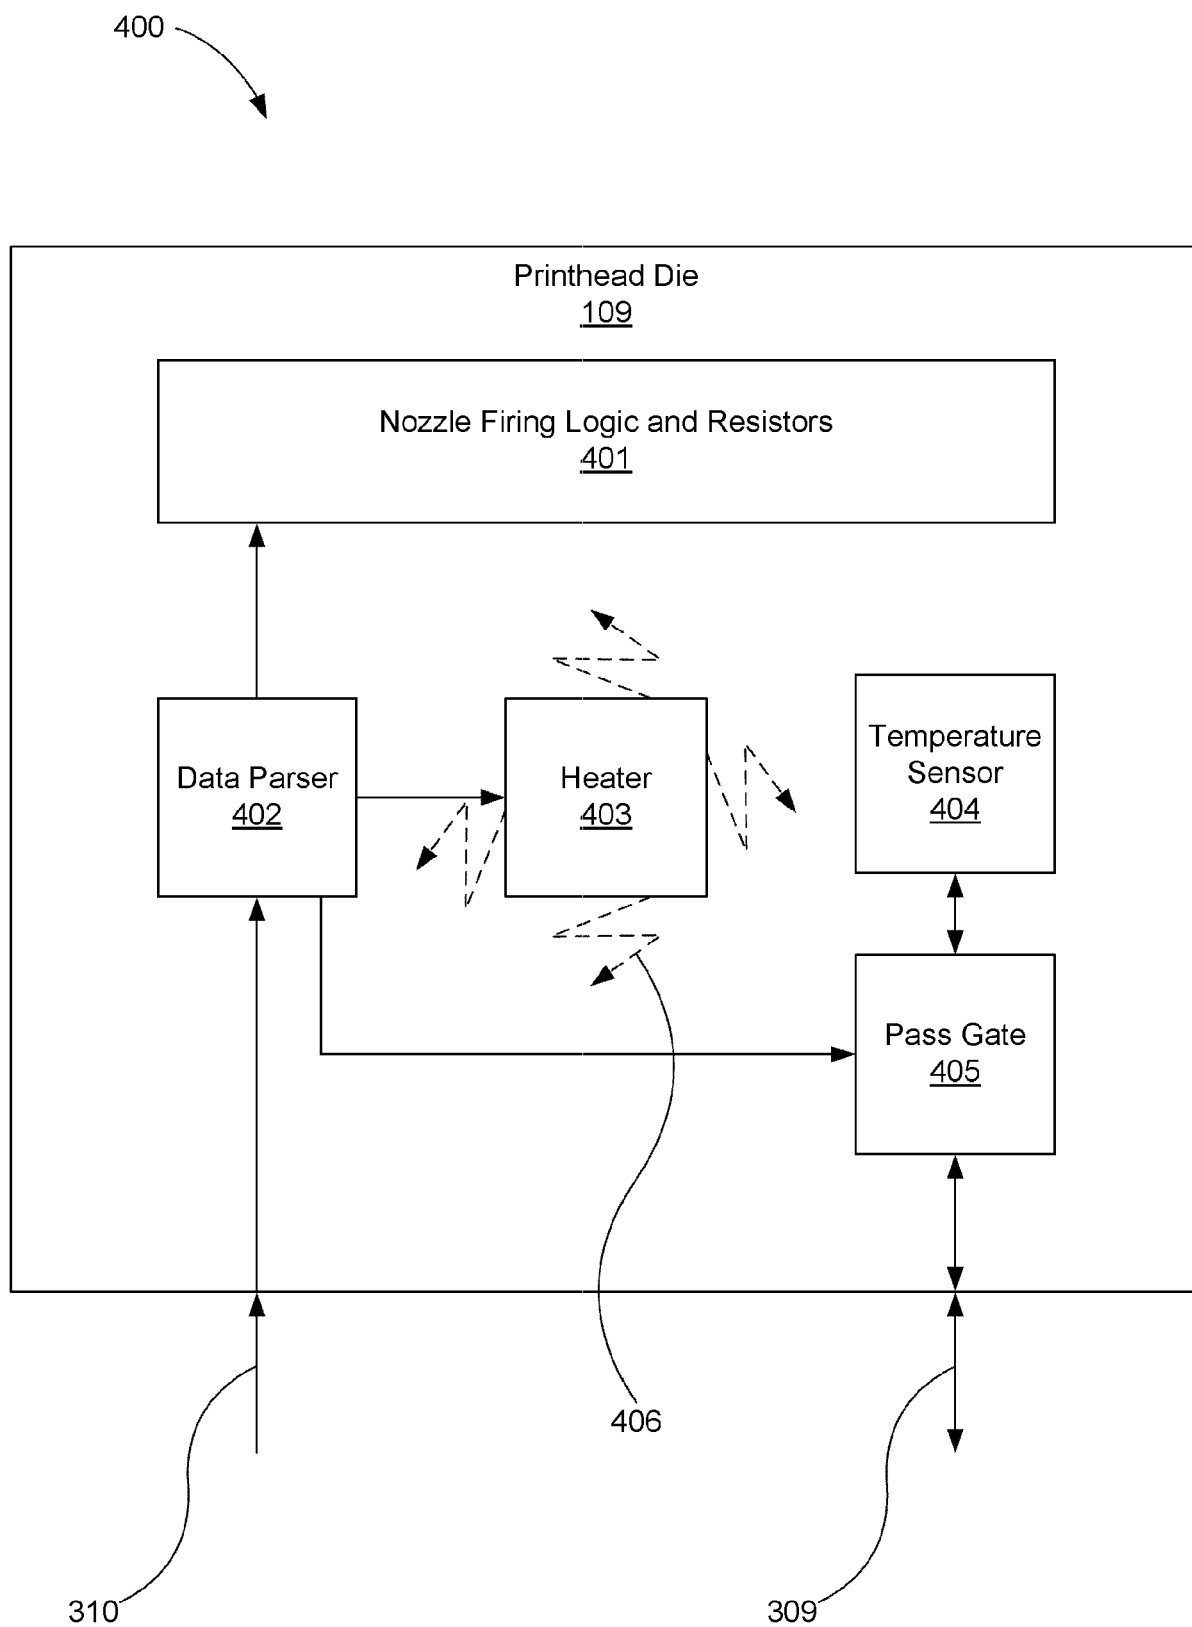 400
Printhead Die
109
Nozzle Firing Logic and Resistors
401
Data Parser
402
Heater
403
Temperature
Sensor
404
Pass Gate
405
406
310
309